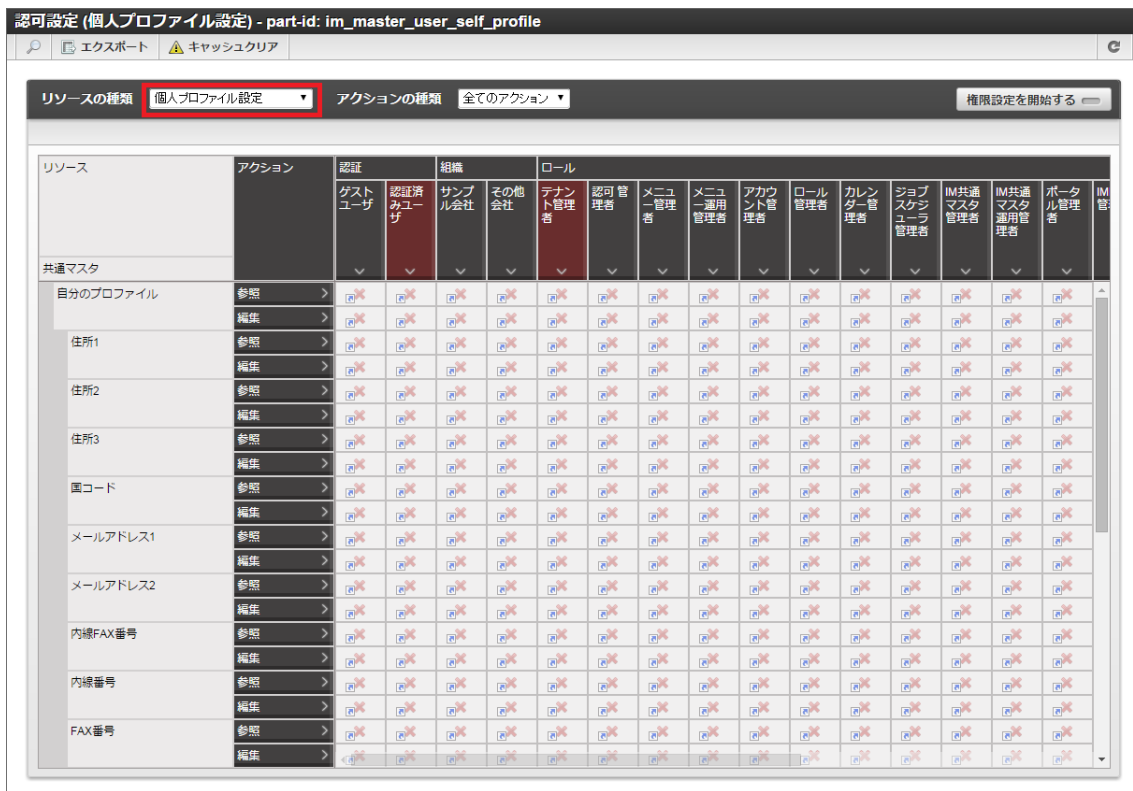 認可設定 (個人プロファイル設定) - part-id: im_master_user_self_profile
エクスポート キャッシュクリア
リソースの種類 個人プロファイル設定 アクションの種類 全てのアクション 権限設定を開始する
リソース アクション 認証 組織 ロール
ゲストユーザ 認証済みユーザ サンプル会社 その他会社 テナント管理者 認可管理者 メニュー管理者 メニュー運用管理者 アカウント管理者 ロール管理者 カレンダー管理者 ジョブスケジューラ管理者 IM共通マスタ管理者 IM共通マスタ運用管理者 ポータル管理者 IM
共通マスタ
自分のプロファイル 参照
編集
住所1 参照
編集
住所2 参照
編集
住所3 参照
編集
国コード 参照
編集
メールアドレス1 参照
編集
メールアドレス2 参照
編集
内線FAX番号 参照
編集
内線番号 参照
編集
FAX番号 参照
編集